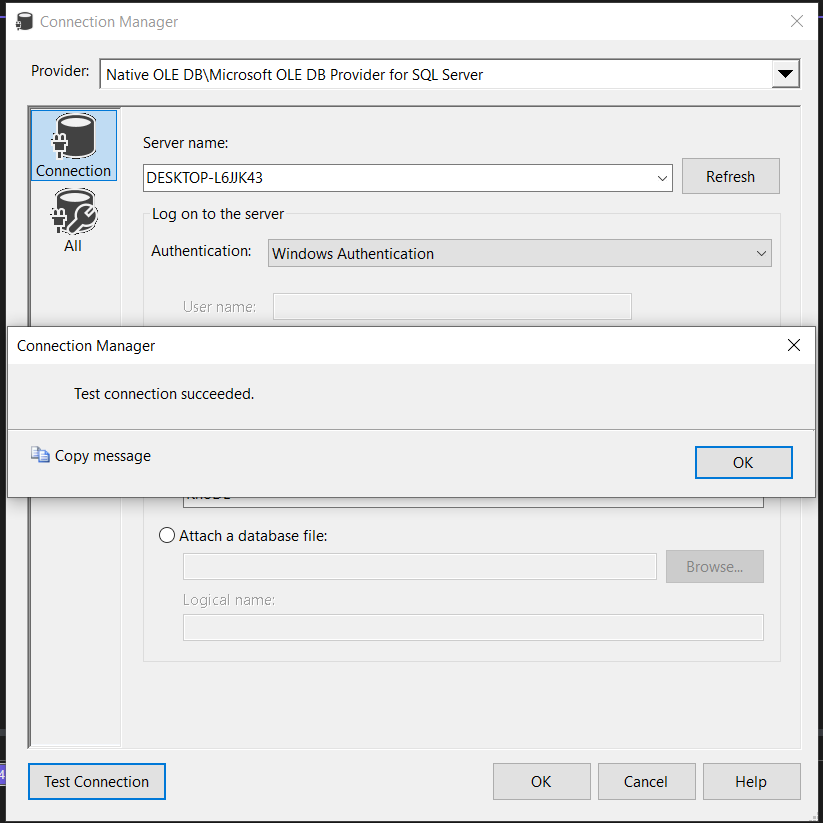 Connection Manager
Provider: Native OLE DB\Microsoft OLE DB Provider for SQL Server
Connection
All
Server name:
DESKTOP-L6JJK43
Refresh
Log on to the server
Authentication: Windows Authentication
User name:
Connection Manager
Test connection succeeded.
Copy message
OK
Attach a database file:
Browse...
Logical name:
Test Connection
OK
Cancel
Help